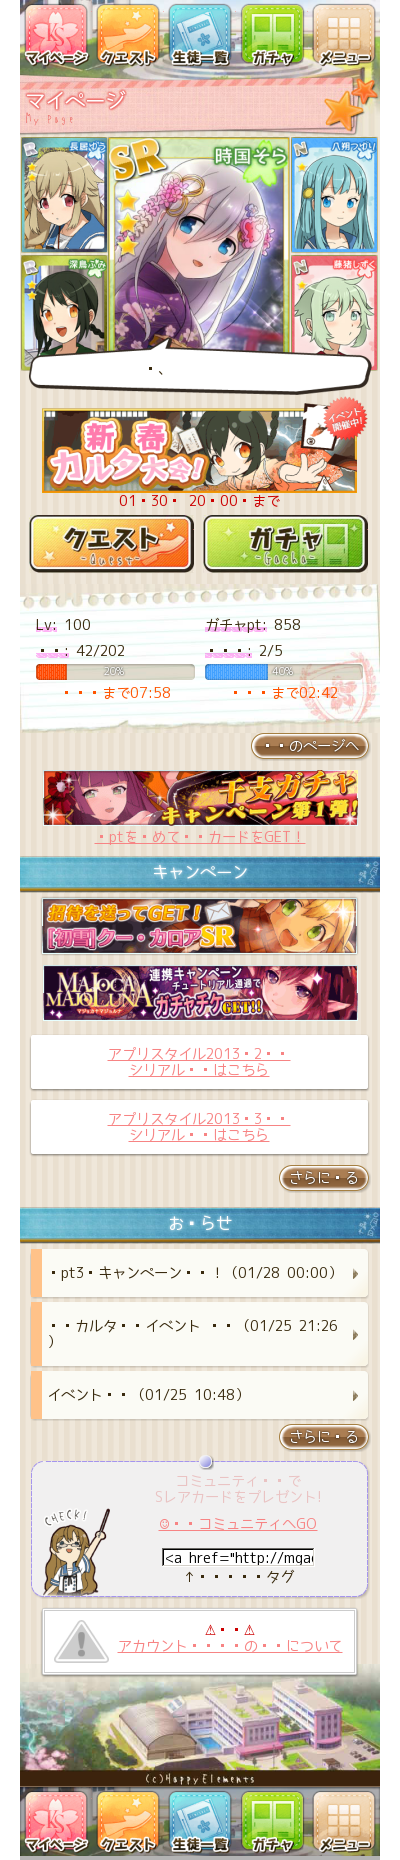 マイページ クエスト 生徒一覧 ガチャ メニュー
マイページ
My Page
R 長居ゆう
SR 時国そら
N 八朔つゆい
R 深鳥ふみ
N 藤猪しずく
・、
新春
カルタ大会!
イベント
開催中!
01・30・ 20・00・まで
クエスト
-Quest-
ガチャ
-Gacha-
Lv: 100
ガチャpt: 858
・・: 42/202
・・・: 2/5
20%
40%
・・・まで07:58
・・・まで02:42
・・のページへ
干支ガチャ
キャンペーン第1弾!
・ptを・めて・・カードをGET!
キャンペーン
招待を送ってGET!
[初雪]クー・カロアSR
MAJOCA
MAJOLUNA
マジョカマジョルナ
連携キャンペーン
チュートリアル通過で
ガチャチケGET!!
アプリスタイル2013・2・・
シリアル・・はこちら
アプリスタイル2013・3・・
シリアル・・はこちら
さらに・る
お・らせ
・pt3・キャンペーン・・！（01/28 00:00）
・・カルタ・・イベント ・・（01/25 21:26
）
イベント・・（01/25 10:48）
さらに・る
CHECK!
コミュニティ・・で
Sレアカードをプレゼント!
☺・・コミュニティへGO
<a href="http://mga
↑・・・・・タグ
⚠・・⚠
アカウント・・・・の・・について
(c)HappyElements
マイページ クエスト 生徒一覧 ガチャ メニュー